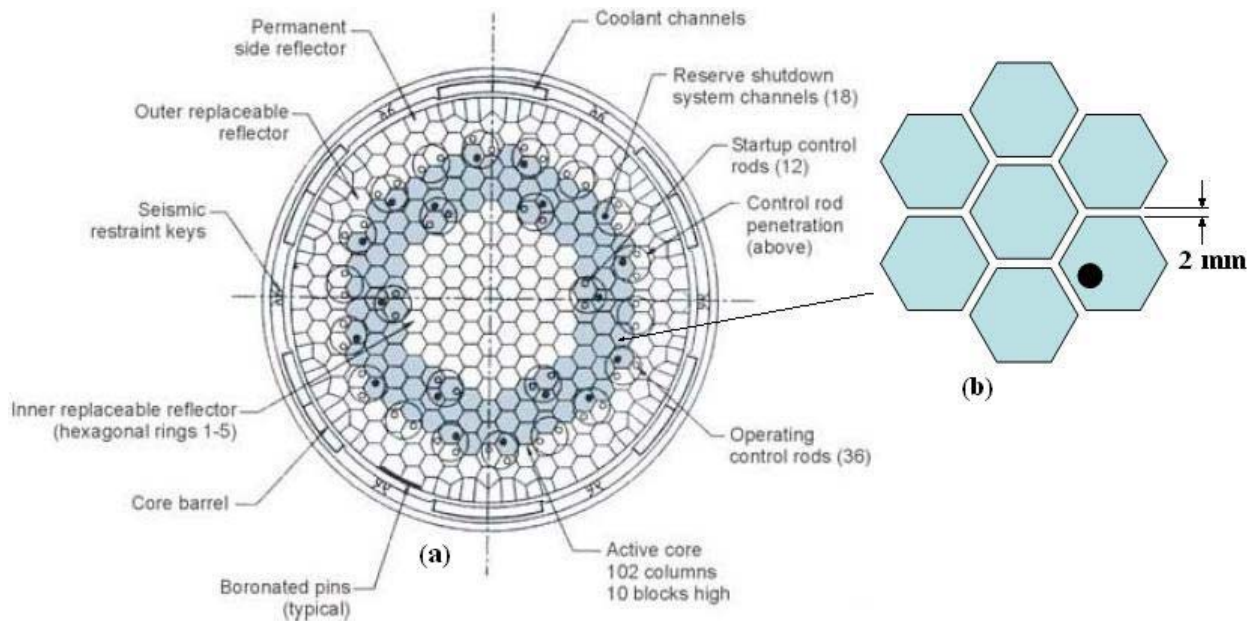 Permanent
side reflector
Coolant channels
Outer replaceable
reflector
Reserve shutdown
system channels (18)
Startup control
rods (12)
Seismic
restraint keys
Control rod
penetration
(above)
2 mm
(b)
Inner replaceable reflector
(hexagonal rings 1-5)
Operating
control rods (36)
Core barrel
(a)
Active core
102 columns
10 blocks high
Boronated pins
(typical)